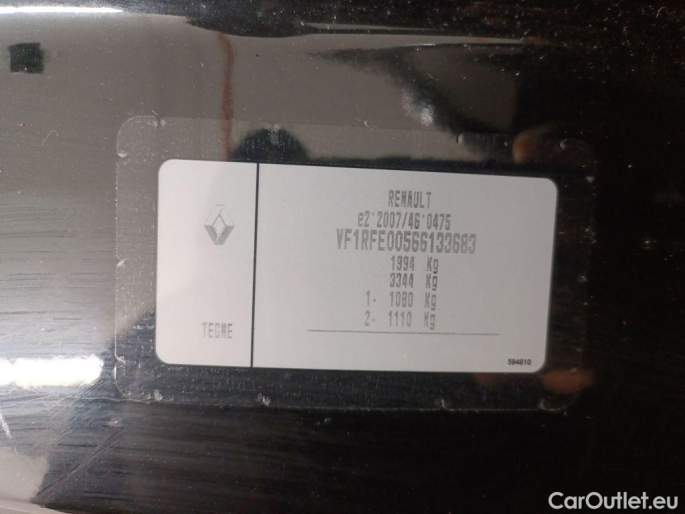 RENAULT
e2*2007/46*0475
VF1RFE00566133683
1994 Kg
3344 Kg
1- 1080 Kg
2- 1110 Kg
TECME
594810
CarOutlet.eu